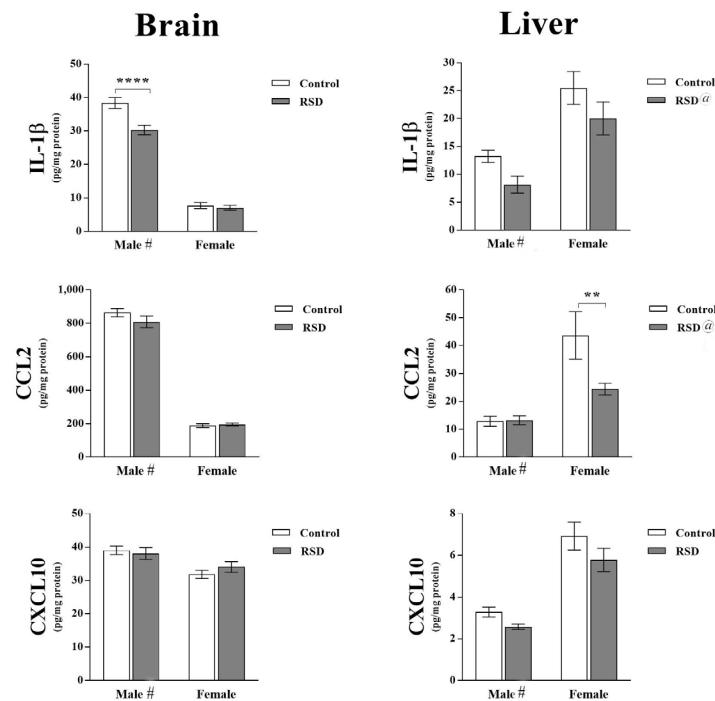 Brain
Liver
IL-1β
(pg/mg protein)
50
40
30
20
10
0
****
Male #
Female
Control
RSD
IL-1β
(pg/mg protein)
30
25
20
15
10
5
0
Male #
Female
Control
RSD @
CCL2
(pg/mg protein)
1,000
800
600
400
200
0
Male #
Female
Control
RSD
CCL2
(pg/mg protein)
60
50
40
30
20
10
0
**
Male #
Female
Control
RSD @
CXCL10
(pg/mg protein)
50
40
30
20
10
0
Male #
Female
Control
RSD
CXCL10
(pg/mg protein)
8
6
4
2
0
Male #
Female
Control
RSD